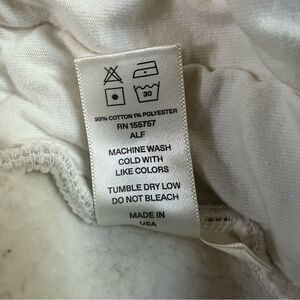 30
99% COTTON 1% POLYESTER
RN 155757
ALF
MACHINE WASH
COLD WITH
LIKE COLORS
TUMBLE DRY LOW
DO NOT BLEACH
MADE IN
USA